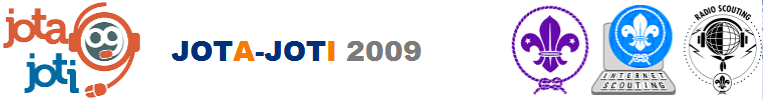 jota
joti
JOTA-JOTI 2009
INTERNET
SCOUTING
RADIO SCOUTING